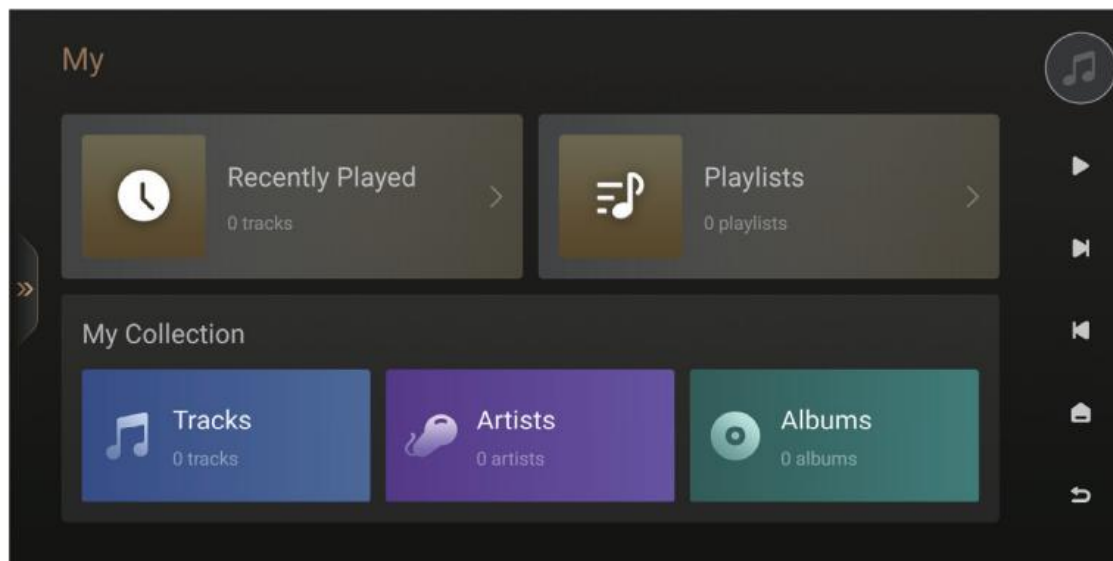 My
Recently Played
0 tracks
Playlists
0 playlists
My Collection
Tracks
0 tracks
Artists
0 artists
Albums
0 albums